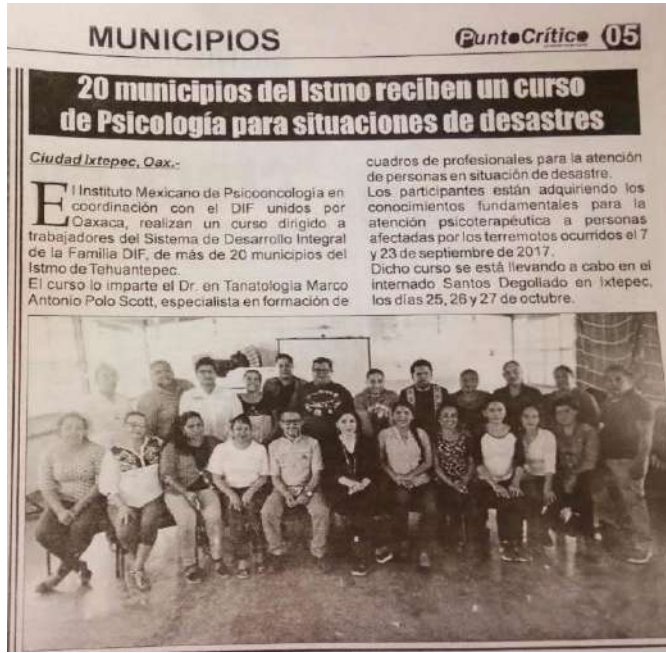 MUNICIPIOS
PuntoCrítico 05
20 municipios del Istmo reciben un curso
de Psicología para situaciones de desastres
Ciudad Ixtepec, Oax.-
El Instituto Mexicano de Psicooncología en
coordinación con el DIF unidos por
Oaxaca, realizan un curso dirigido a
trabajadores del Sistema de Desarrollo Integral
de la Familia DIF, de más de 20 municipios del
Istmo de Tehuantepec.
El curso lo imparte el Dr. en Tanatología Marco
Antonio Polo Scott, especialista en formación de
cuadros de profesionales para la atención
de personas en situación de desastre.
Los participantes están adquiriendo los
conocimientos fundamentales para la
atención psicoterapéutica a personas
afectadas por los terremotos ocurridos el 7
y 23 de septiembre de 2017.
Dicho curso se está llevando a cabo en el
internado Santos Degollado en Ixtepec,
los días 25, 26 y 27 de octubre.